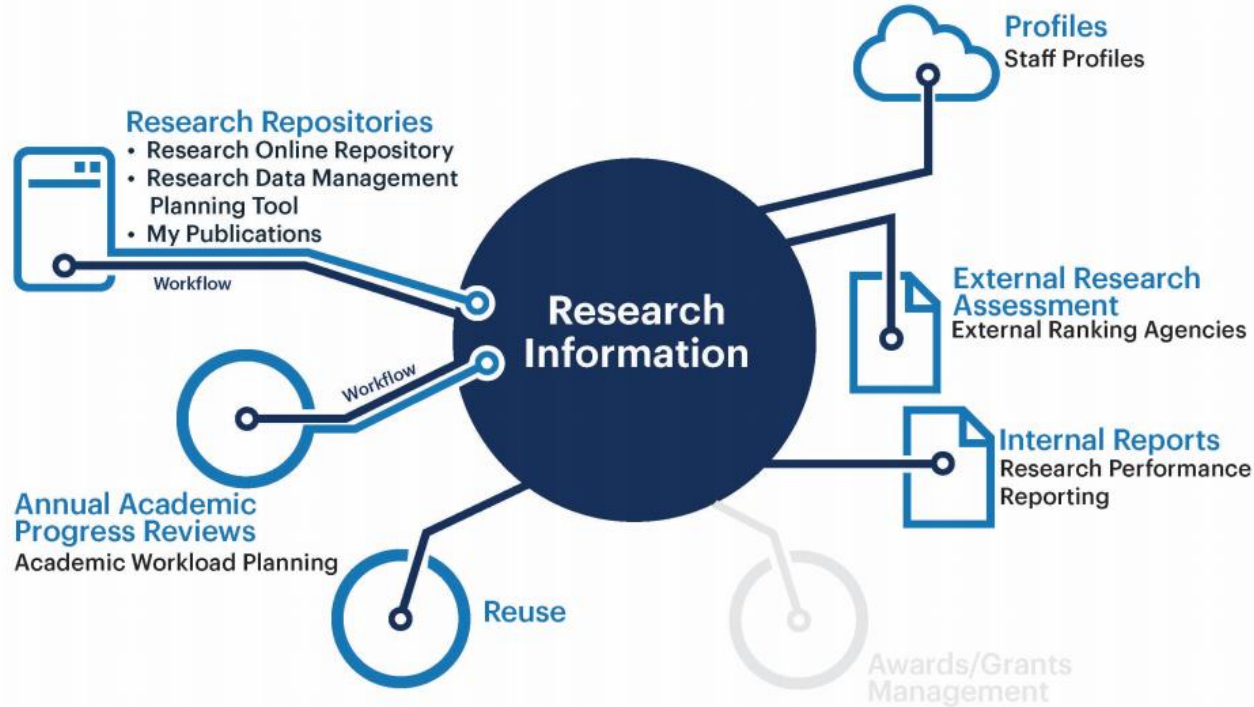 Profiles
Staff Profiles
Research Repositories
• Research Online Repository
• Research Data Management
Planning Tool
• My Publications
Workflow
Research
Information
External Research
Assessment
External Ranking Agencies
Workflow
Internal Reports
Research Performance
Reporting
Annual Academic
Progress Reviews
Academic Workload Planning
Reuse
Awards/Grants
Management